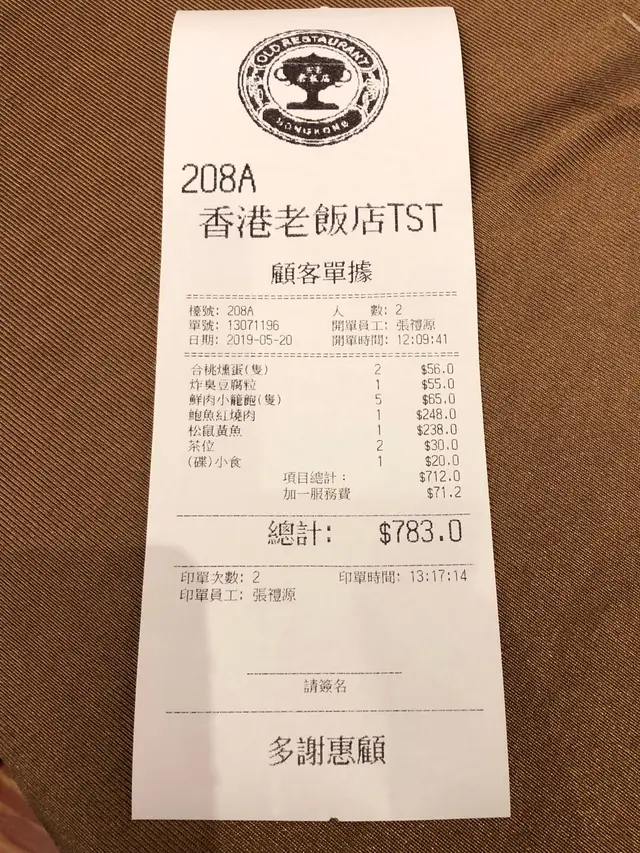 OLD RESTAURANT
老飯店
HONGKONG
208A
香港老飯店TST
顧客單據
檯號: 208A 人 數: 2
單號: 13071196 開單員工: 張禮源
日期: 2019-05-20 開單時間: 12:09:41
合桃燻蛋(隻) 2 $56.0
炸臭豆腐粒 1 $55.0
鮮肉小籠飽(隻) 5 $65.0
鮑魚紅燒肉 1 $248.0
松鼠黃魚 1 $238.0
茶位 2 $30.0
(碟)小食 1 $20.0
項目總計: $712.0
加一服務費 $71.2
總計: $783.0
印單次數: 2 印單時間: 13:17:14
印單員工: 張禮源
請簽名
多謝惠顧